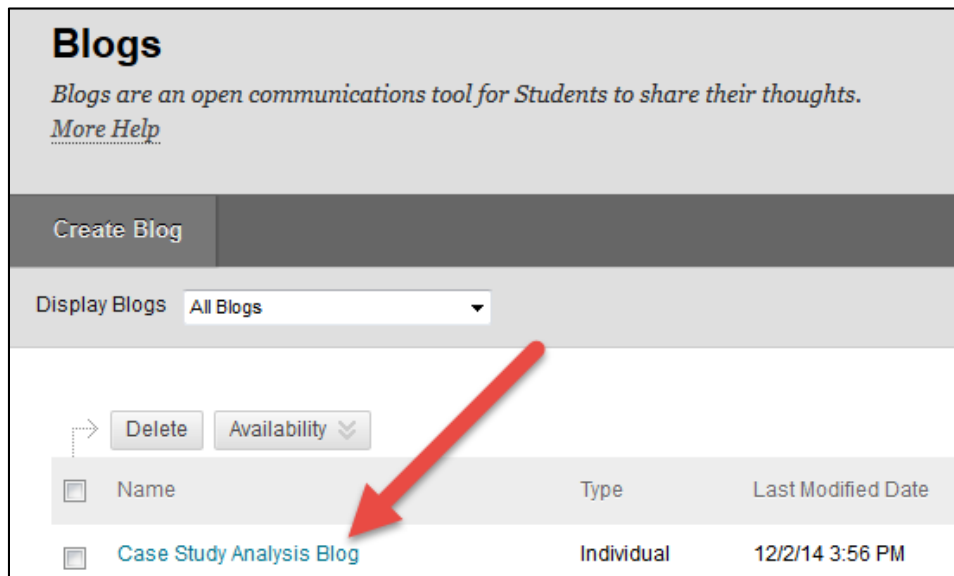 Blogs
Blogs are an open communications tool for Students to share their thoughts.
More Help
Create Blog
Display Blogs All Blogs
Delete Availability
Name Type Last Modified Date
Case Study Analysis Blog Individual 12/2/14 3:56 PM